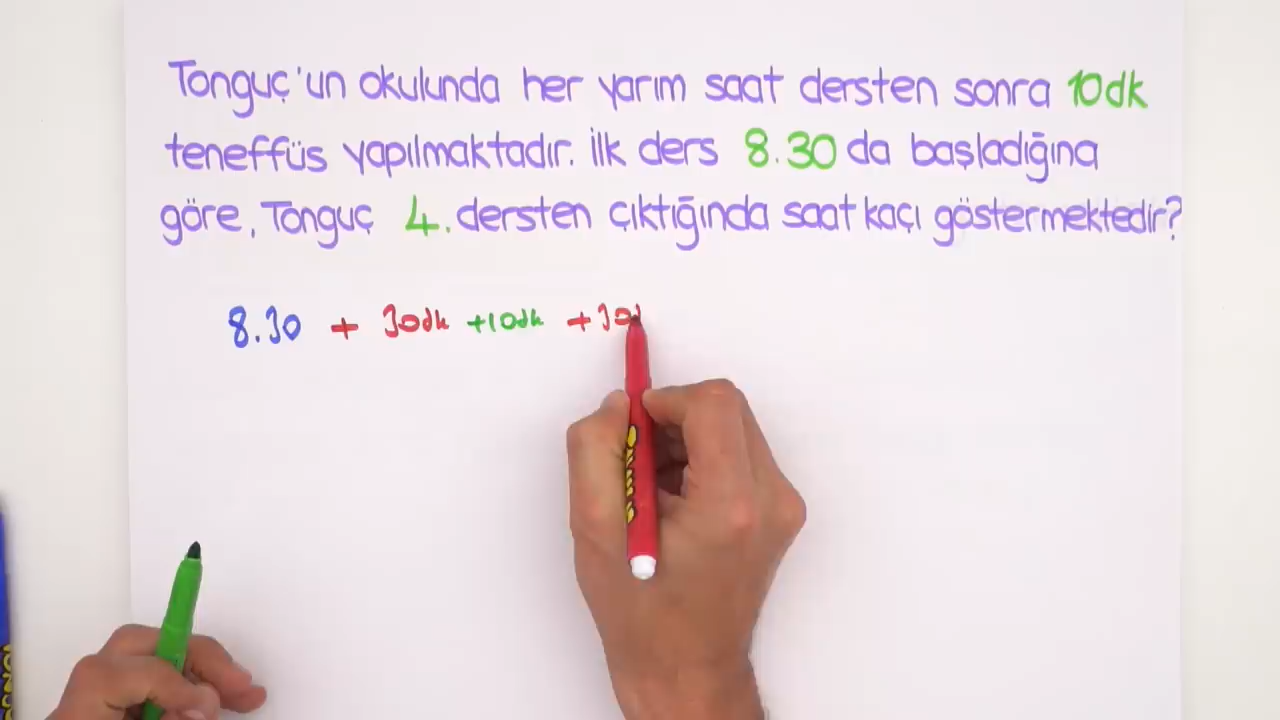 Tonguç'un okulunda her yarım saat dersten sonra 10dk
teneffüs yapılmaktadır. İlk ders 8.30 da başladığına
göre, Tonguç 4. dersten çıktığında saat kaçı göstermektedir?
8.30 + 30dk +10dk +30